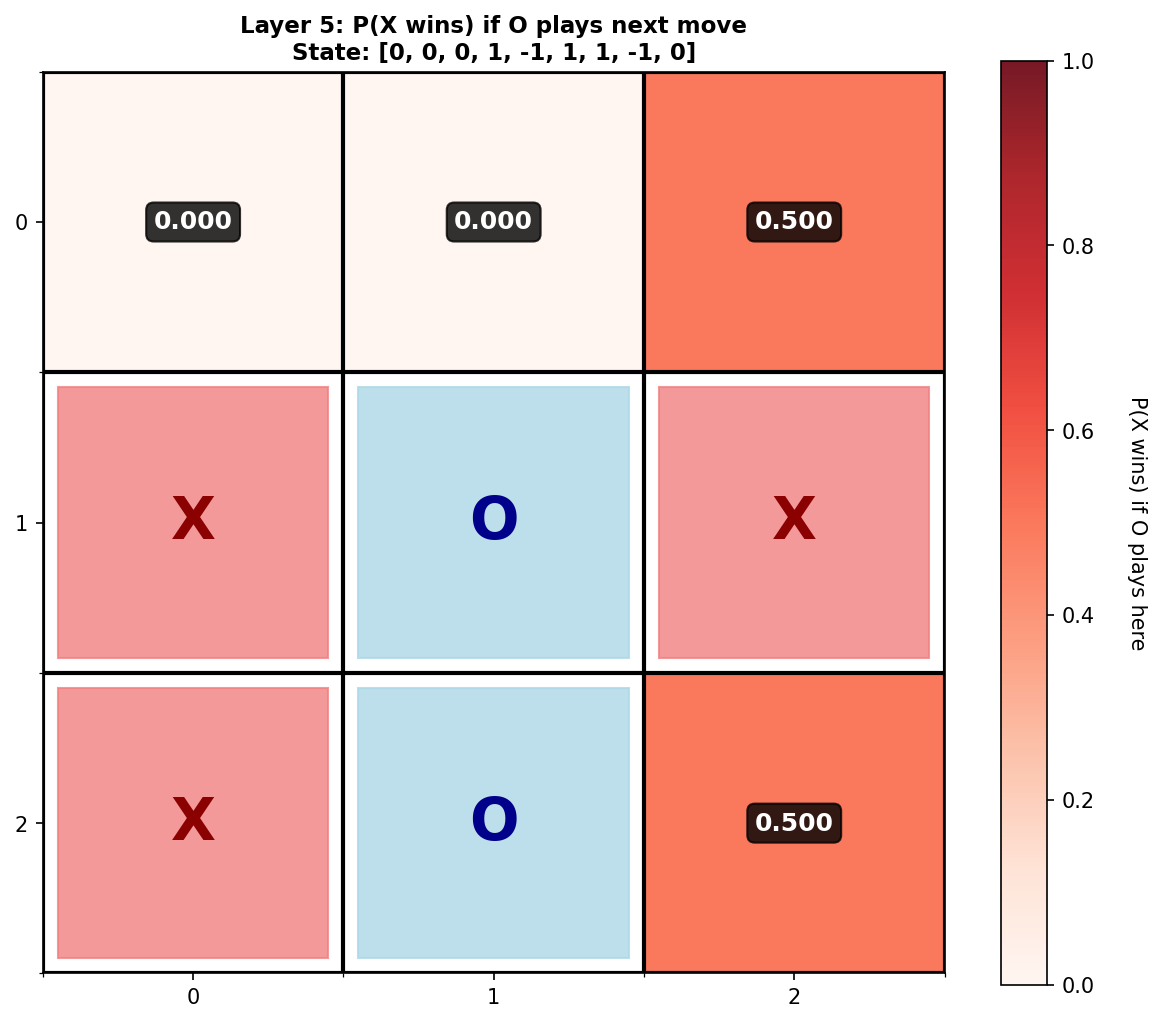 Layer 5: P(X wins) if O plays next move
State: [0, 0, 0, 1, -1, 1, 1, -1, 0]
0.000 0.000 0.500
X O X
X O 0.500
0
1
2
0 1 2
1.0
0.8
0.6
0.4
0.2
0.0
P(X wins) if O plays here